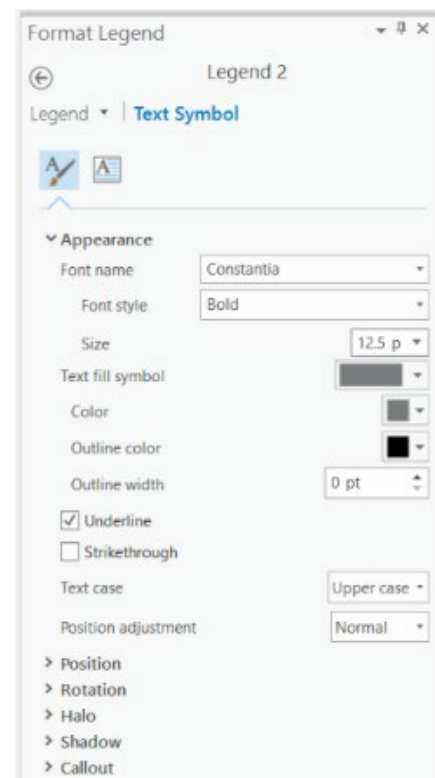 Format Legend
Legend 2
Legend Text Symbol
Appearance
Font name Constantia
Font style Bold
Size 12.5 p
Text fill symbol
Color
Outline color
Outline width 0 pt
Underline
Strikethrough
Text case Upper case
Position adjustment Normal
Position
Rotation
Halo
Shadow
Callout